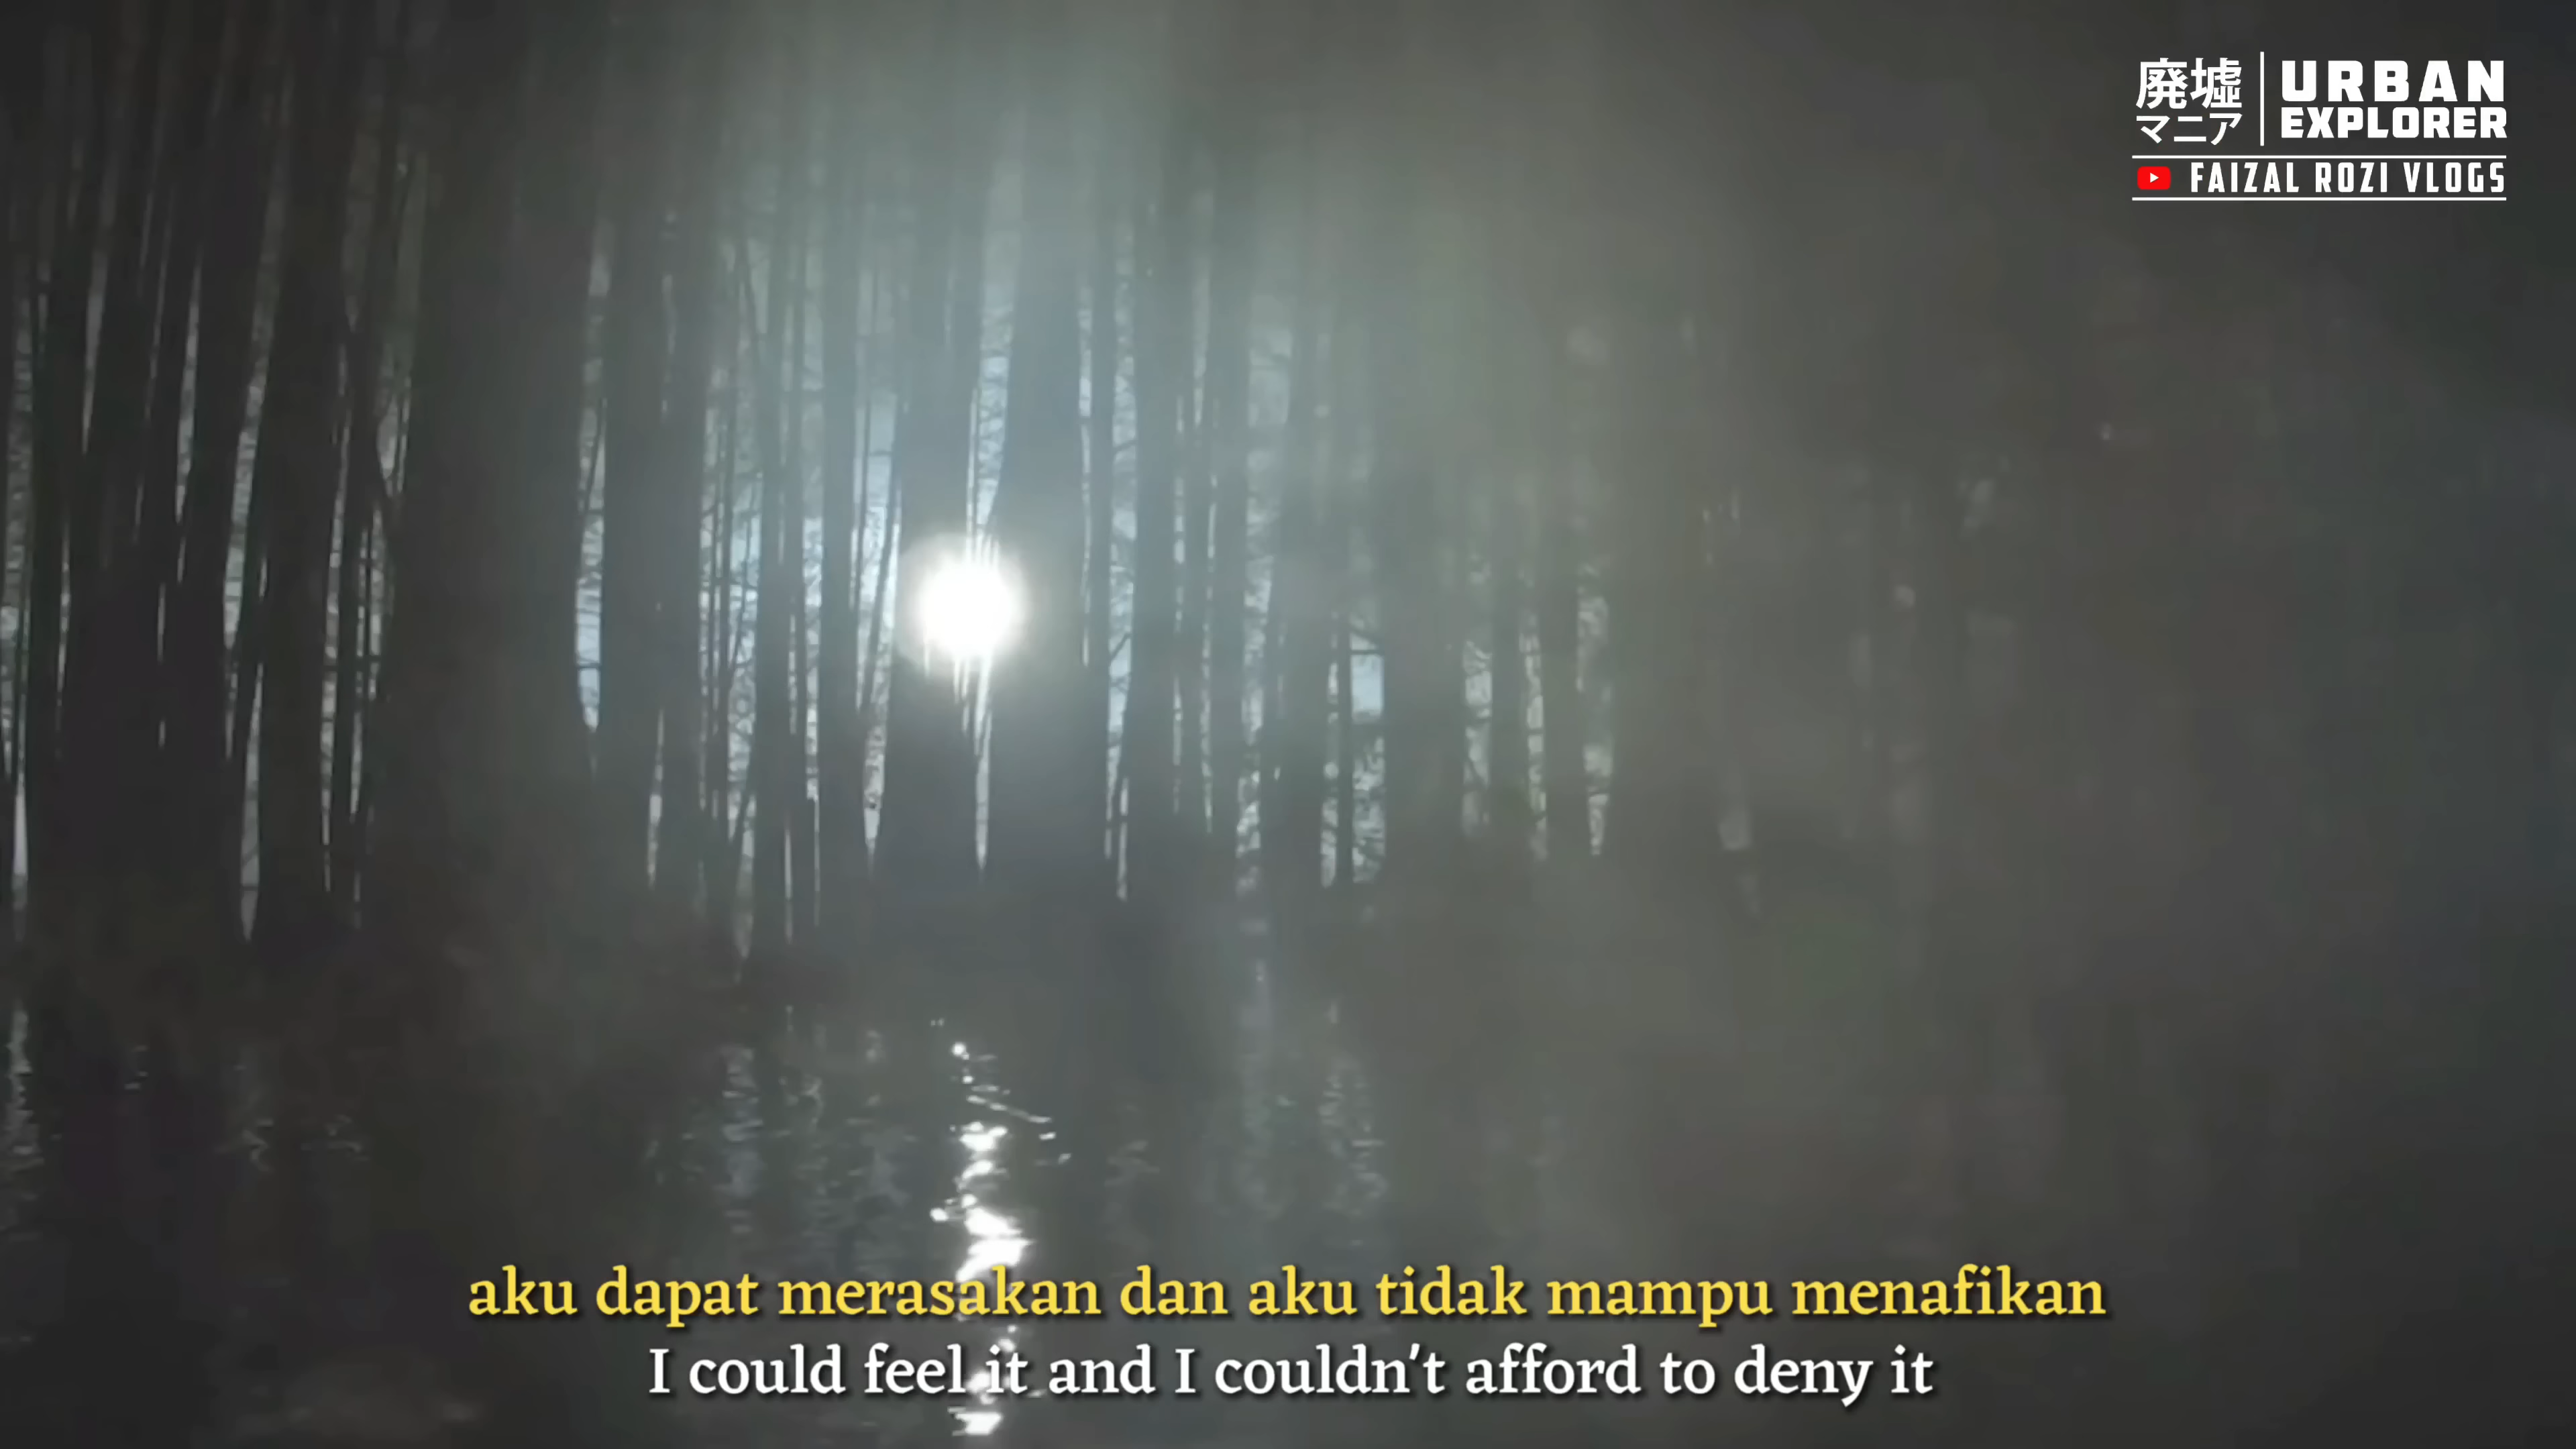 廃墟
マニア
URBAN
EXPLORER
FAIZAL ROZI VLOGS
aku dapat merasakan dan aku tidak mampu menafikan
I could feel it and I couldn't afford to deny it